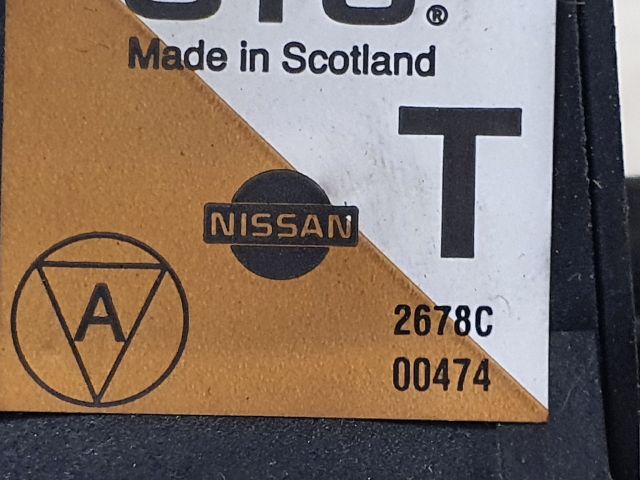 Made in Scotland
T
NISSAN
A
2678C
00474